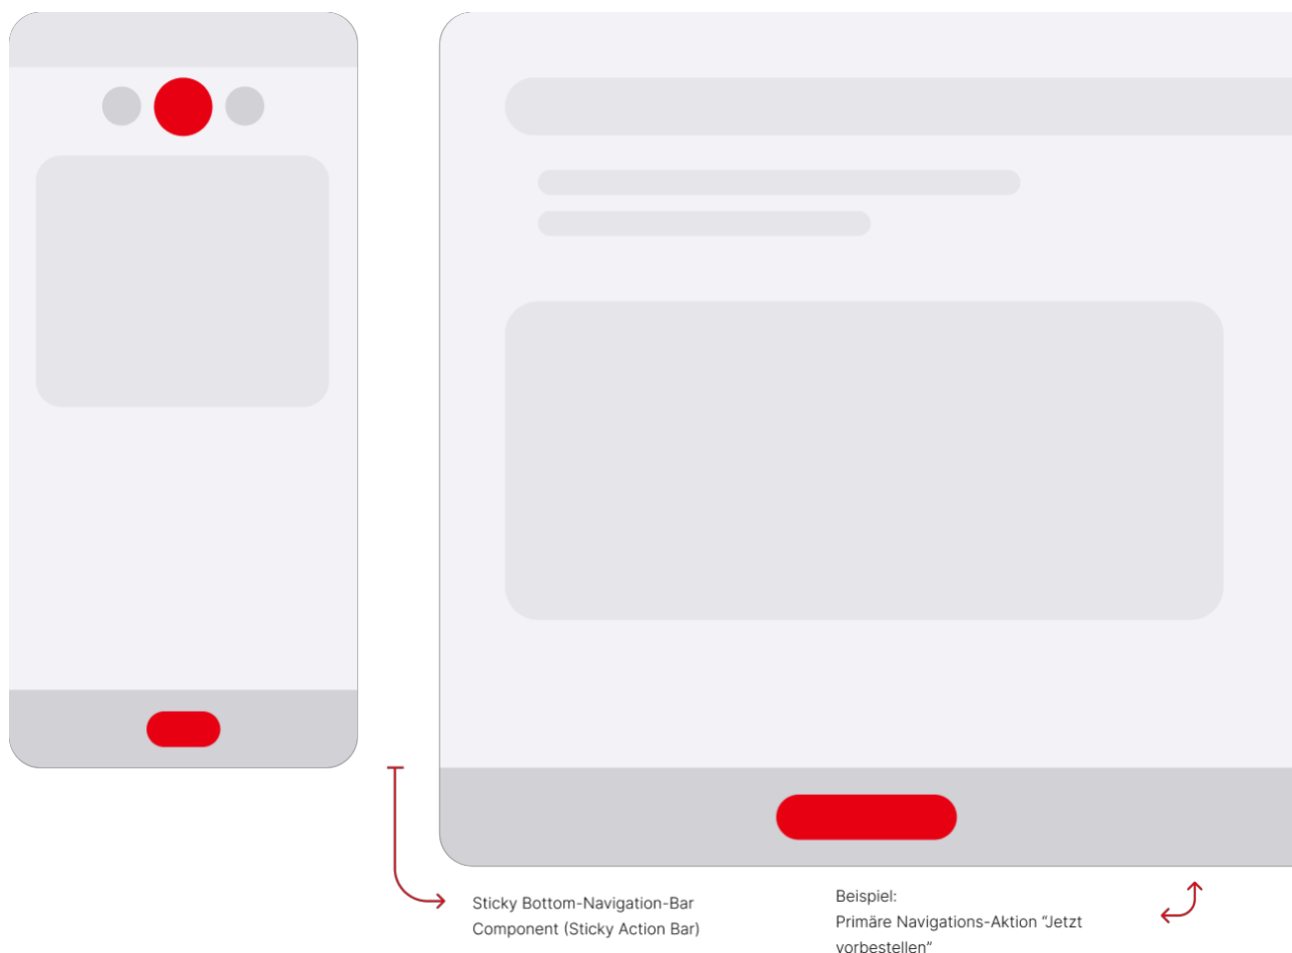 Sticky Bottom-Navigation-Bar
Component (Sticky Action Bar)
Beispiel:
Primäre Navigations-Aktion “Jetzt
vorbestellen”